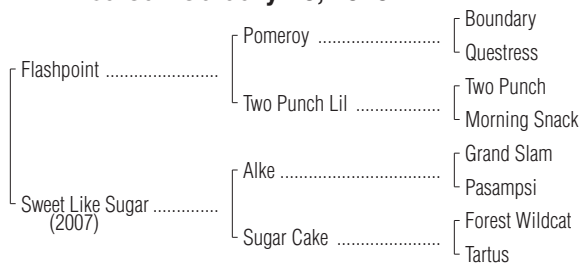 Boundary
Pomeroy ....................
Questress
Flashpoint ........................
Two Punch
Two Punch Lil .................
Morning Snack
Grand Slam
Alke ................................
Pasampsi
Sweet Like Sugar ..............
(2007)
Forest Wildcat
Sugar Cake ....................
Tartus